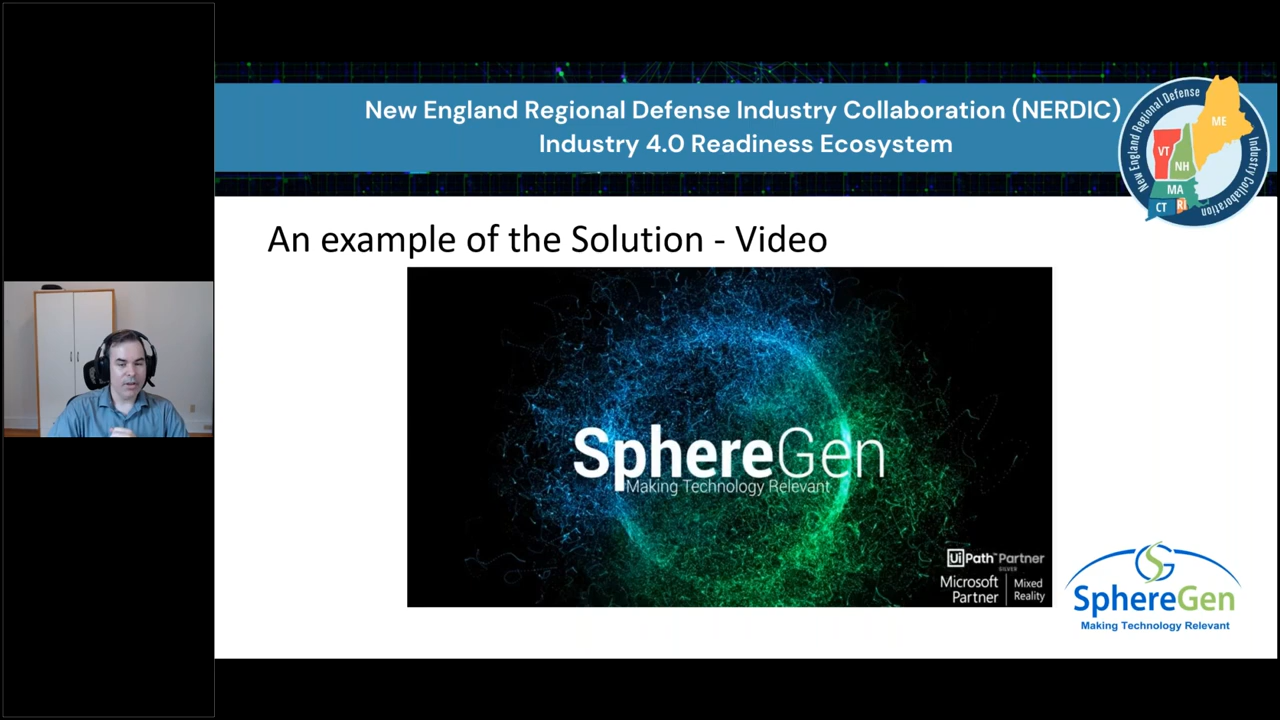 New England Regional Defense Industry Collaboration (NERDIC)
Industry 4.0 Readiness Ecosystem
New England Regional Defense
Industry Collaboration
ME
VT
NH
MA
CT
RI
An example of the Solution - Video
SphereGen
Making Technology Relevant
UiPath™ Partner
SILVER
Microsoft
Partner
Mixed
Reality
SG
SphereGen
Making Technology Relevant